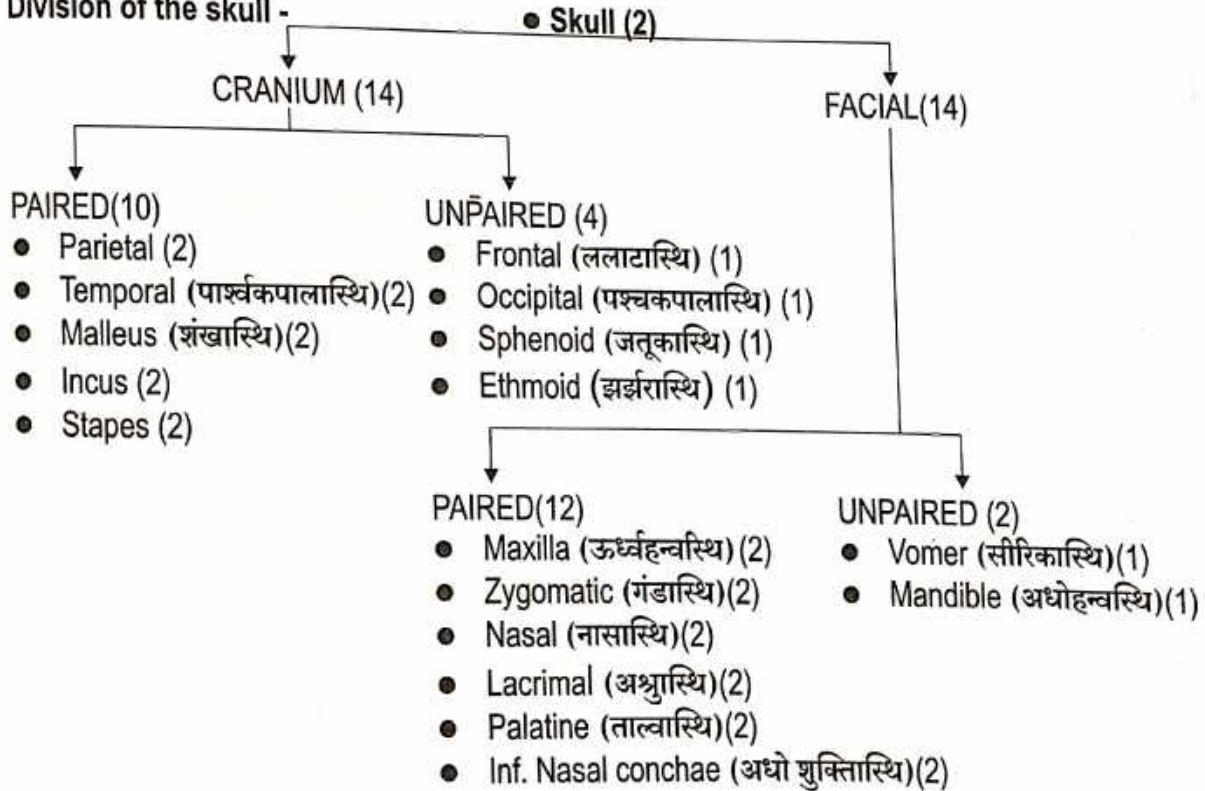 Division of the skull -
● Skull (2)
CRANIUM (14)
FACIAL(14)
PAIRED(10)
● Parietal (2)
● Temporal (पार्श्वकपालास्थि)(2)
● Malleus (शंखास्थि)(2)
● Incus (2)
● Stapes (2)
UNPAIRED (4)
● Frontal (ललाटास्थि) (1)
● Occipital (पश्चकपालास्थि) (1)
● Sphenoid (जतूकास्थि) (1)
● Ethmoid (झर्झरास्थि) (1)
PAIRED(12)
● Maxilla (ऊर्ध्वहन्वस्थि)(2)
● Zygomatic (गंडास्थि)(2)
● Nasal (नासास्थि)(2)
● Lacrimal (अश्रुास्थि)(2)
● Palatine (ताल्वास्थि)(2)
● Inf. Nasal conchae (अधो शुक्तिास्थि)(2)
UNPAIRED (2)
● Vomer (सीरिकास्थि)(1)
● Mandible (अधोहन्वस्थि)(1)